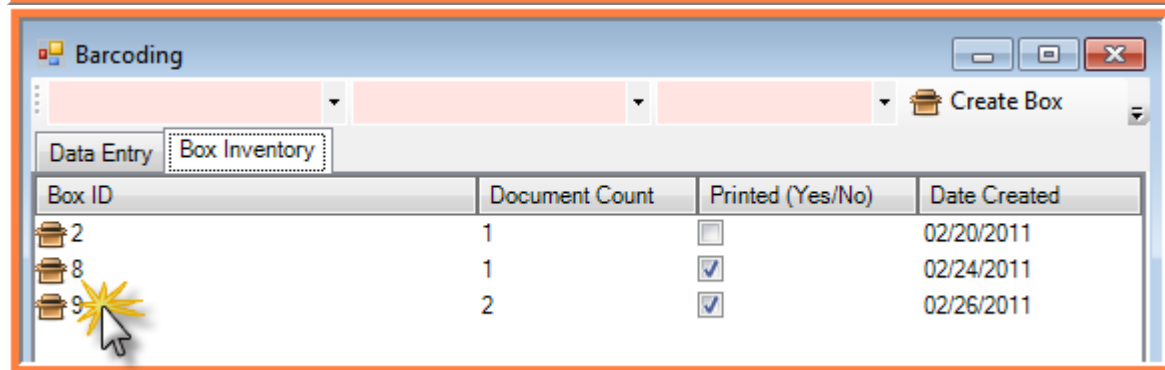 Barcoding
Create Box
Data Entry Box Inventory
Box ID Document Count Printed (Yes/No) Date Created
2 1 02/20/2011
8 1 02/24/2011
9 2 02/26/2011